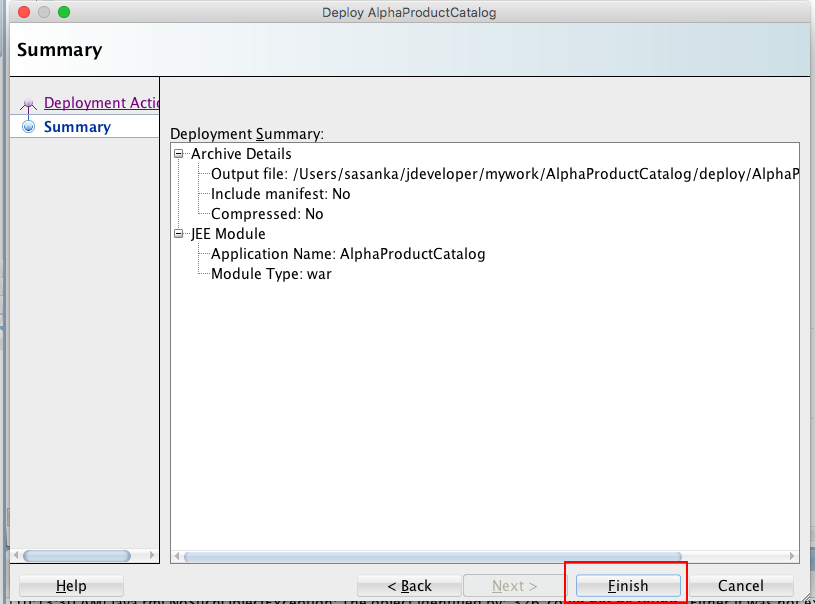 Deploy AlphaProductCatalog
Summary
Deployment Actio
Summary
Deployment Summary:
Archive Details
Output file: /Users/sasanka/jdeveloper/mywork/AlphaProductCatalog/deploy/AlphaP
Include manifest: No
Compressed: No
JEE Module
Application Name: AlphaProductCatalog
Module Type: war
Help
< Back
Next >
Finish
Cancel